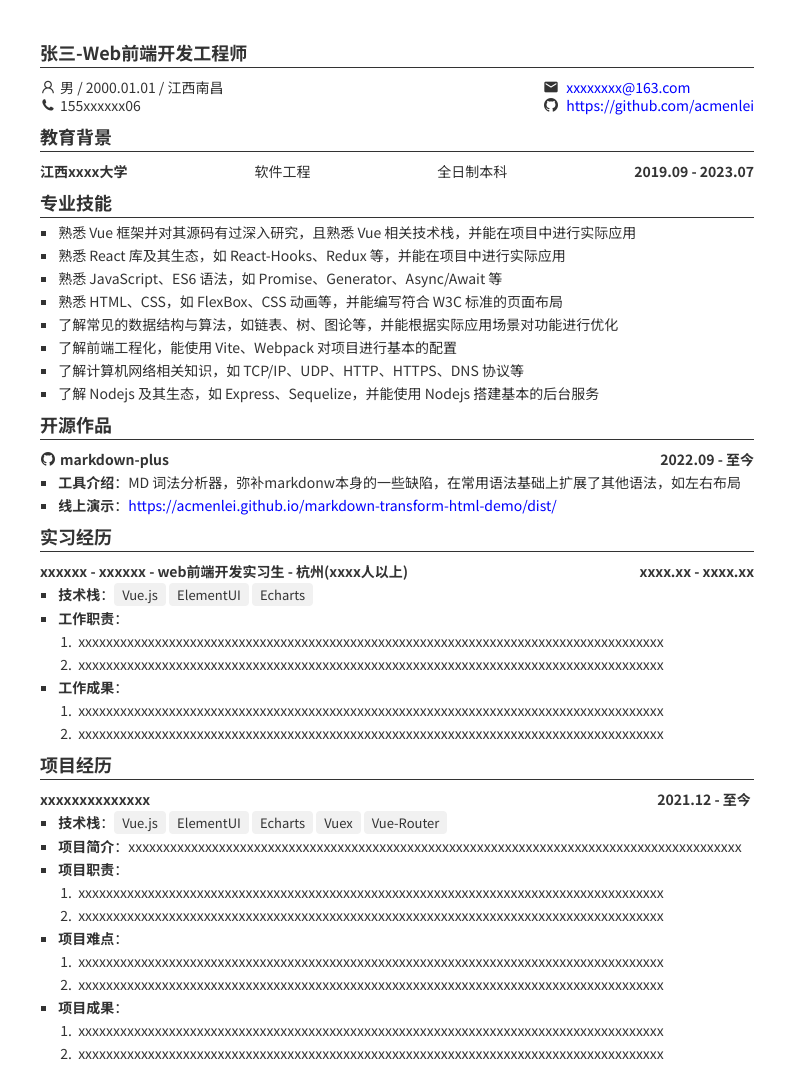 张三-Web前端开发工程师
男 / 2000.01.01 / 江西南昌
xxxxxxxx@163.com
155xxxxxx06
https://github.com/acmenlei
教育背景
江西xxxx大学 软件工程 全日制本科 2019.09 - 2023.07
专业技能
熟悉 Vue 框架并对其源码有过深入研究，且熟悉 Vue 相关技术栈，并能在项目中进行实际应用
熟悉 React 库及其生态，如 React-Hooks、Redux 等，并能在项目中进行实际应用
熟悉 JavaScript、ES6 语法，如 Promise、Generator、Async/Await 等
熟悉 HTML、CSS，如 FlexBox、CSS 动画等，并能编写符合 W3C 标准的页面布局
了解常见的数据结构与算法，如链表、树、图论等，并能根据实际应用场景对功能进行优化
了解前端工程化，能使用 Vite、Webpack 对项目进行基本的配置
了解计算机网络相关知识，如 TCP/IP、UDP、HTTP、HTTPS、DNS 协议等
了解 Nodejs 及其生态，如 Express、Sequelize，并能使用 Nodejs 搭建基本的后台服务
开源作品
markdown-plus 2022.09 - 至今
工具介绍：MD 词法分析器，弥补markdonw本身的一些缺陷，在常用语法基础上扩展了其他语法，如左右布局
线上演示：https://acmenlei.github.io/markdown-transform-html-demo/dist/
实习经历
xxxxxx - xxxxxx - web前端开发实习生 - 杭州(xxxx人以上) xxxx.xx - xxxx.xx
技术栈： Vue.js ElementUI Echarts
工作职责：
1. xxxxxxxxxxxxxxxxxxxxxxxxxxxxxxxxxxxxxxxxxxxxxxxxxxxxxxxxxxxxxxxxxxxxxxxxxxxxxxxxxxxx
2. xxxxxxxxxxxxxxxxxxxxxxxxxxxxxxxxxxxxxxxxxxxxxxxxxxxxxxxxxxxxxxxxxxxxxxxxxxxxxxxxxxxx
工作成果：
1. xxxxxxxxxxxxxxxxxxxxxxxxxxxxxxxxxxxxxxxxxxxxxxxxxxxxxxxxxxxxxxxxxxxxxxxxxxxxxxxxxxxx
2. xxxxxxxxxxxxxxxxxxxxxxxxxxxxxxxxxxxxxxxxxxxxxxxxxxxxxxxxxxxxxxxxxxxxxxxxxxxxxxxxxxxx
项目经历
xxxxxxxxxxxxxx 2021.12 - 至今
技术栈： Vue.js ElementUI Echarts Vuex Vue-Router
项目简介：xxxxxxxxxxxxxxxxxxxxxxxxxxxxxxxxxxxxxxxxxxxxxxxxxxxxxxxxxxxxxxxxxxxxxxxxxxxxxxxxxxxxxxxx
项目职责：
1. xxxxxxxxxxxxxxxxxxxxxxxxxxxxxxxxxxxxxxxxxxxxxxxxxxxxxxxxxxxxxxxxxxxxxxxxxxxxxxxxxxxx
2. xxxxxxxxxxxxxxxxxxxxxxxxxxxxxxxxxxxxxxxxxxxxxxxxxxxxxxxxxxxxxxxxxxxxxxxxxxxxxxxxxxxx
项目难点：
1. xxxxxxxxxxxxxxxxxxxxxxxxxxxxxxxxxxxxxxxxxxxxxxxxxxxxxxxxxxxxxxxxxxxxxxxxxxxxxxxxxxxx
2. xxxxxxxxxxxxxxxxxxxxxxxxxxxxxxxxxxxxxxxxxxxxxxxxxxxxxxxxxxxxxxxxxxxxxxxxxxxxxxxxxxxx
项目成果：
1. xxxxxxxxxxxxxxxxxxxxxxxxxxxxxxxxxxxxxxxxxxxxxxxxxxxxxxxxxxxxxxxxxxxxxxxxxxxxxxxxxxxx
2. xxxxxxxxxxxxxxxxxxxxxxxxxxxxxxxxxxxxxxxxxxxxxxxxxxxxxxxxxxxxxxxxxxxxxxxxxxxxxxxxxxxx